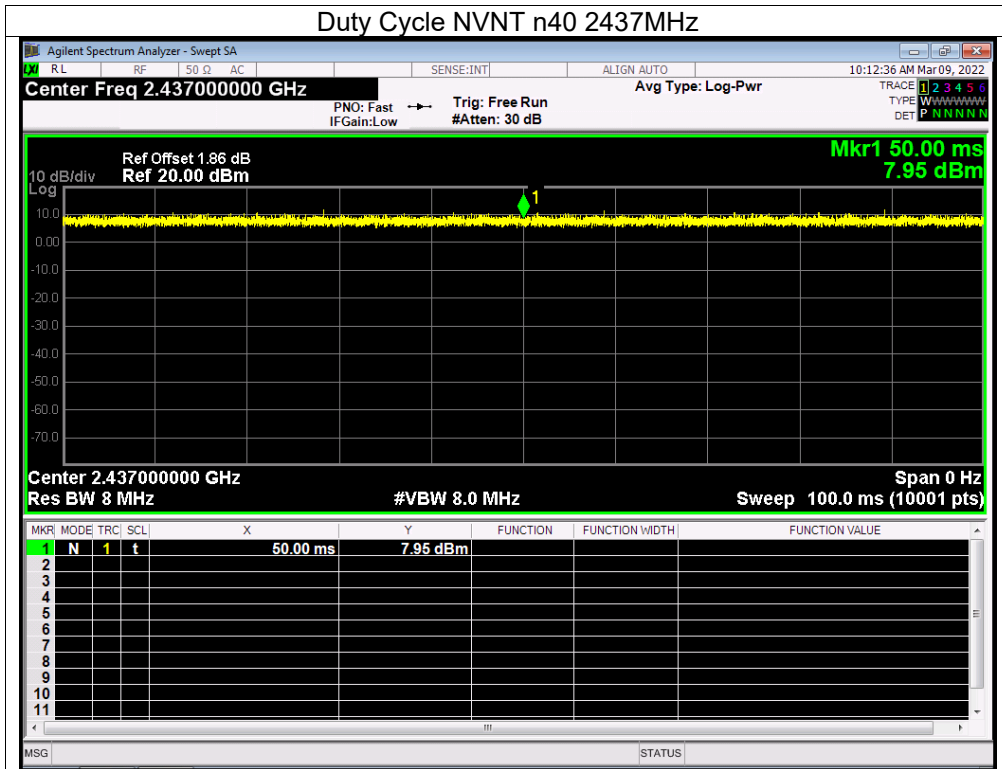 Duty Cycle NVNT n40 2437MHz
Agilent Spectrum Analyzer - Swept SA
LXI RL RF 50 Ω AC SENSE:INT ALIGN AUTO 10:12:36 AM Mar 09, 2022
Center Freq 2.437000000 GHz Avg Type: Log-Pwr TRACE 1 2 3 4 5 6
PNO: Fast Trig: Free Run TYPE WWWWWWW
IFGain:Low #Atten: 30 dB DET P N N N N N
Mkr1 50.00 ms
Ref Offset 1.86 dB
10 dB/div Ref 20.00 dBm 7.95 dBm
Log
1
10.0
0.00
-10.0
-20.0
-30.0
-40.0
-50.0
-60.0
-70.0
Center 2.437000000 GHz Span 0 Hz
Res BW 8 MHz #VBW 8.0 MHz Sweep 100.0 ms (10001 pts)
MKR MODE TRC SCL X Y FUNCTION FUNCTION WIDTH FUNCTION VALUE
1 N 1 t 50.00 ms 7.95 dBm
2
3
4
5
6
7
8
9
10
11
MSG STATUS